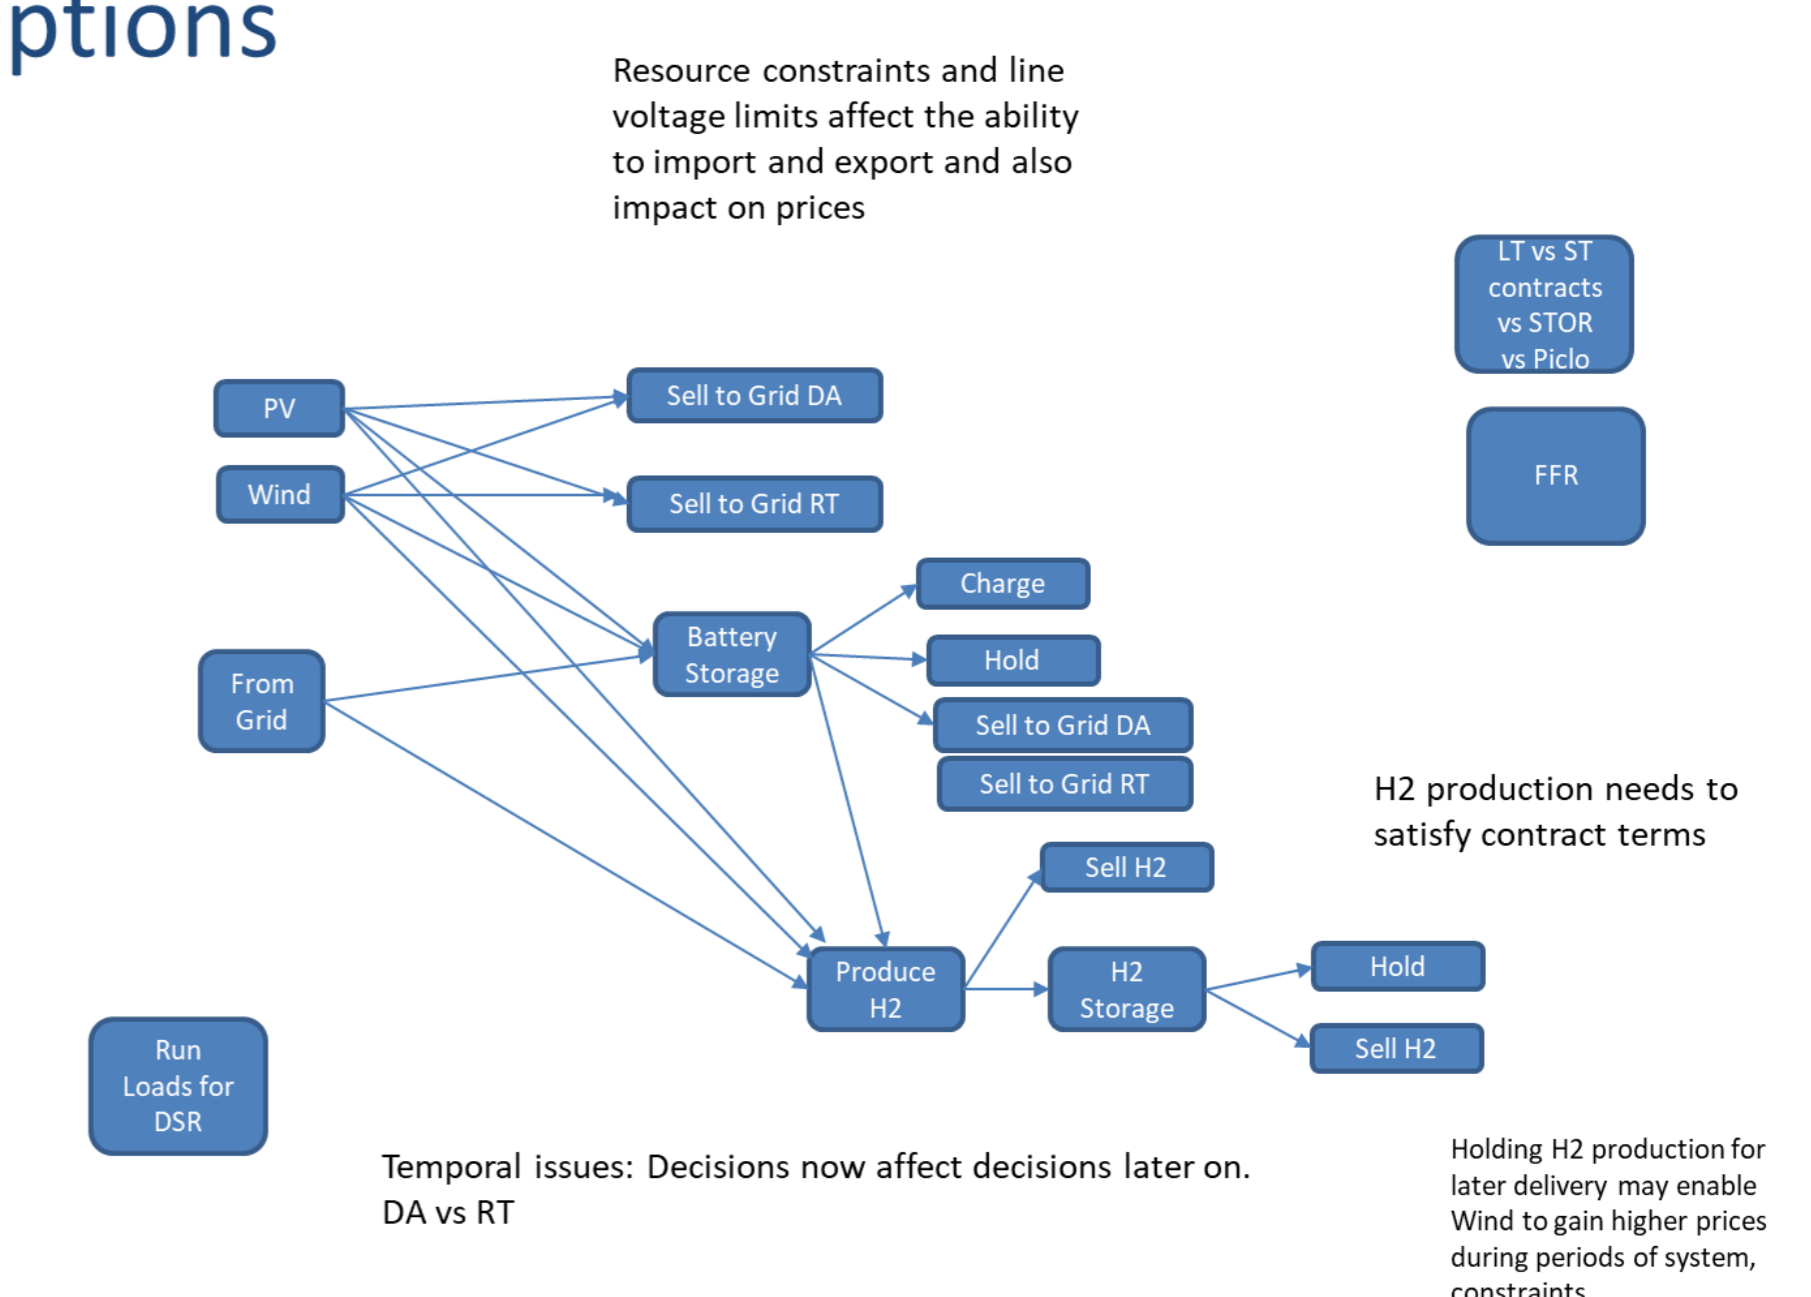 ptions
Resource constraints and line
voltage limits affect the ability
to import and export and also
impact on prices
LT vs ST
contracts
vs STOR
vs Piclo
PV
Sell to Grid DA
FFR
Wind
Sell to Grid RT
Charge
Battery
Storage
Hold
From
Grid
Sell to Grid DA
Sell to Grid RT
H2 production needs to
satisfy contract terms
Sell H2
Produce
H2
H2
Storage
Hold
Sell H2
Run
Loads for
DSR
Temporal issues: Decisions now affect decisions later on.
DA vs RT
Holding H2 production for
later delivery may enable
Wind to gain higher prices
during periods of system,
constraints